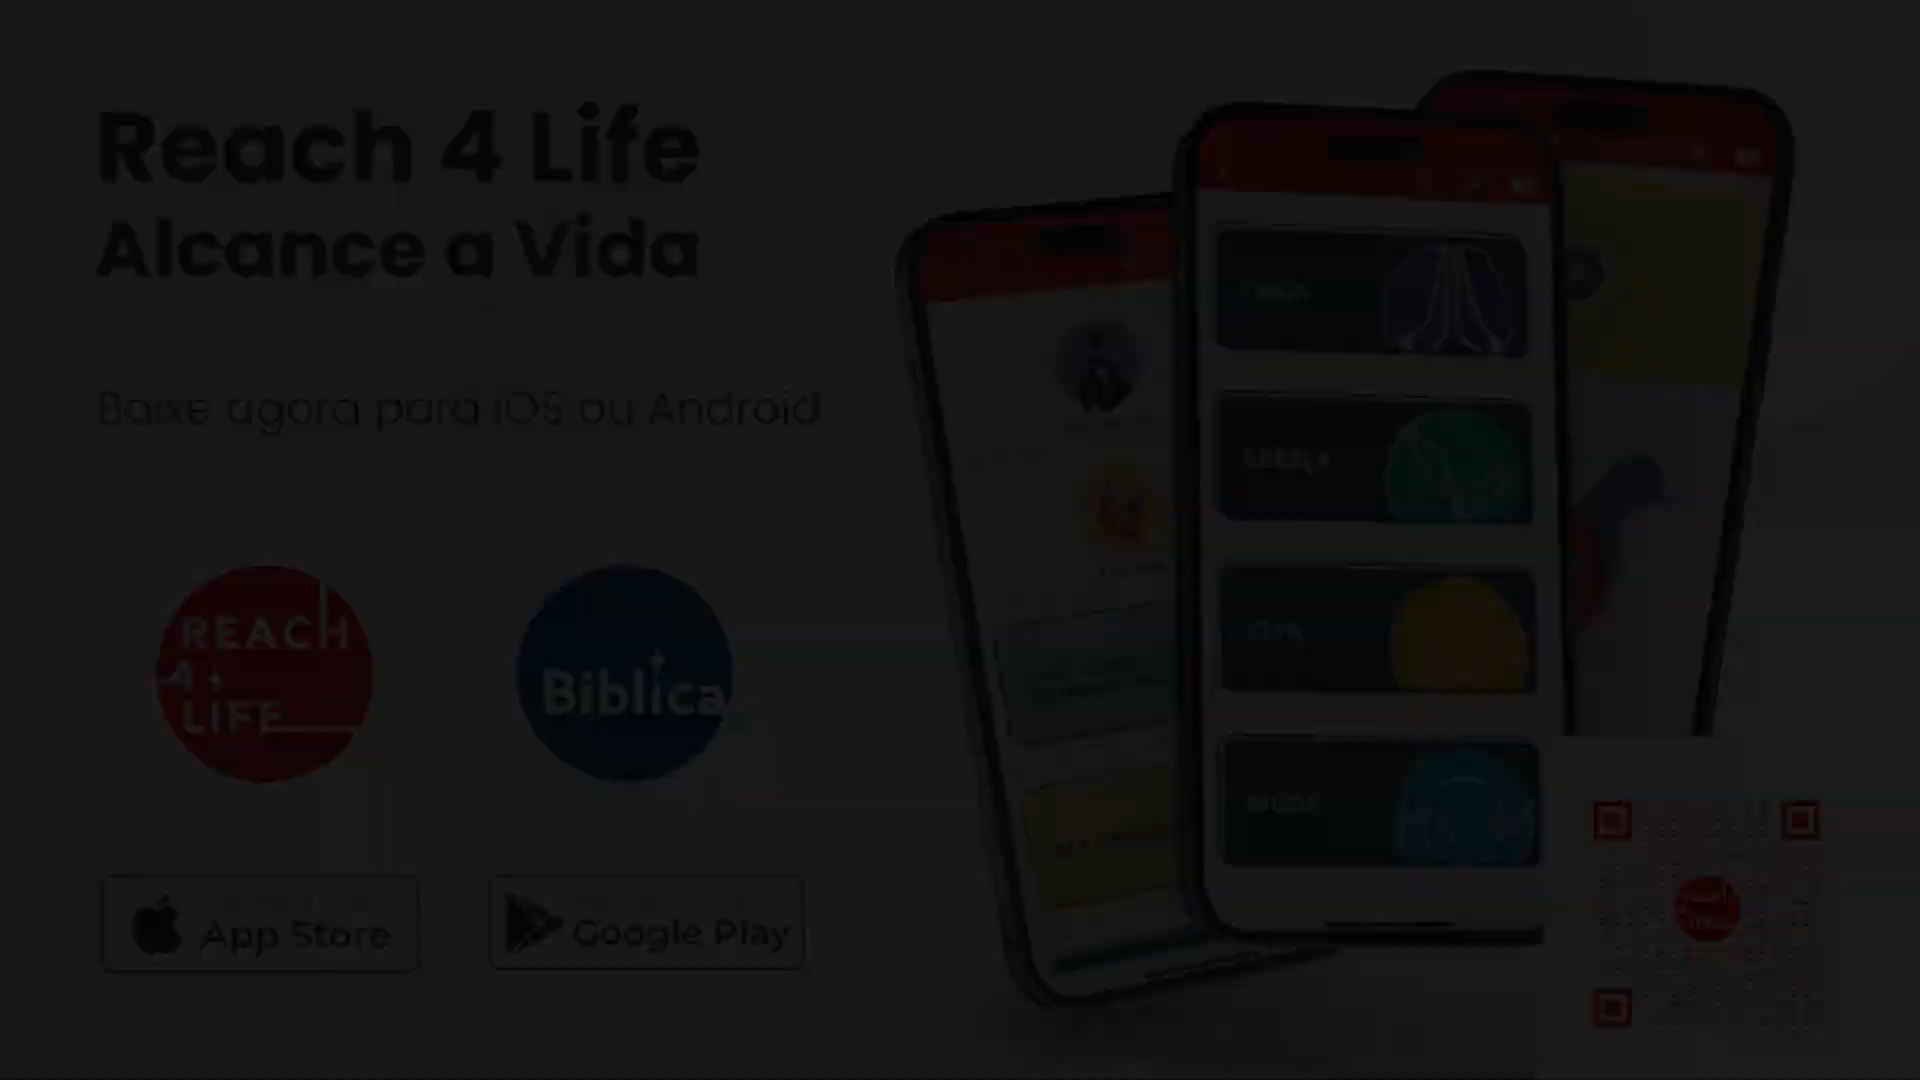 Reach 4 Life
Alcance a Vida
Baixe agora para iOS ou Android
REACH
4
LIFE
Biblica
App Store
Google Play